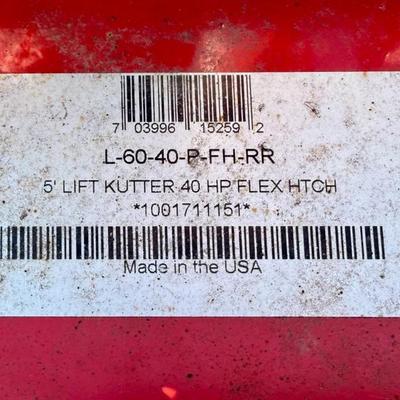 7 03996 15259 2
L-60-40-P-FH-RR
5' LIFT KUTTER 40 HP FLEX HTCH
*1001711151*
Made in the USA